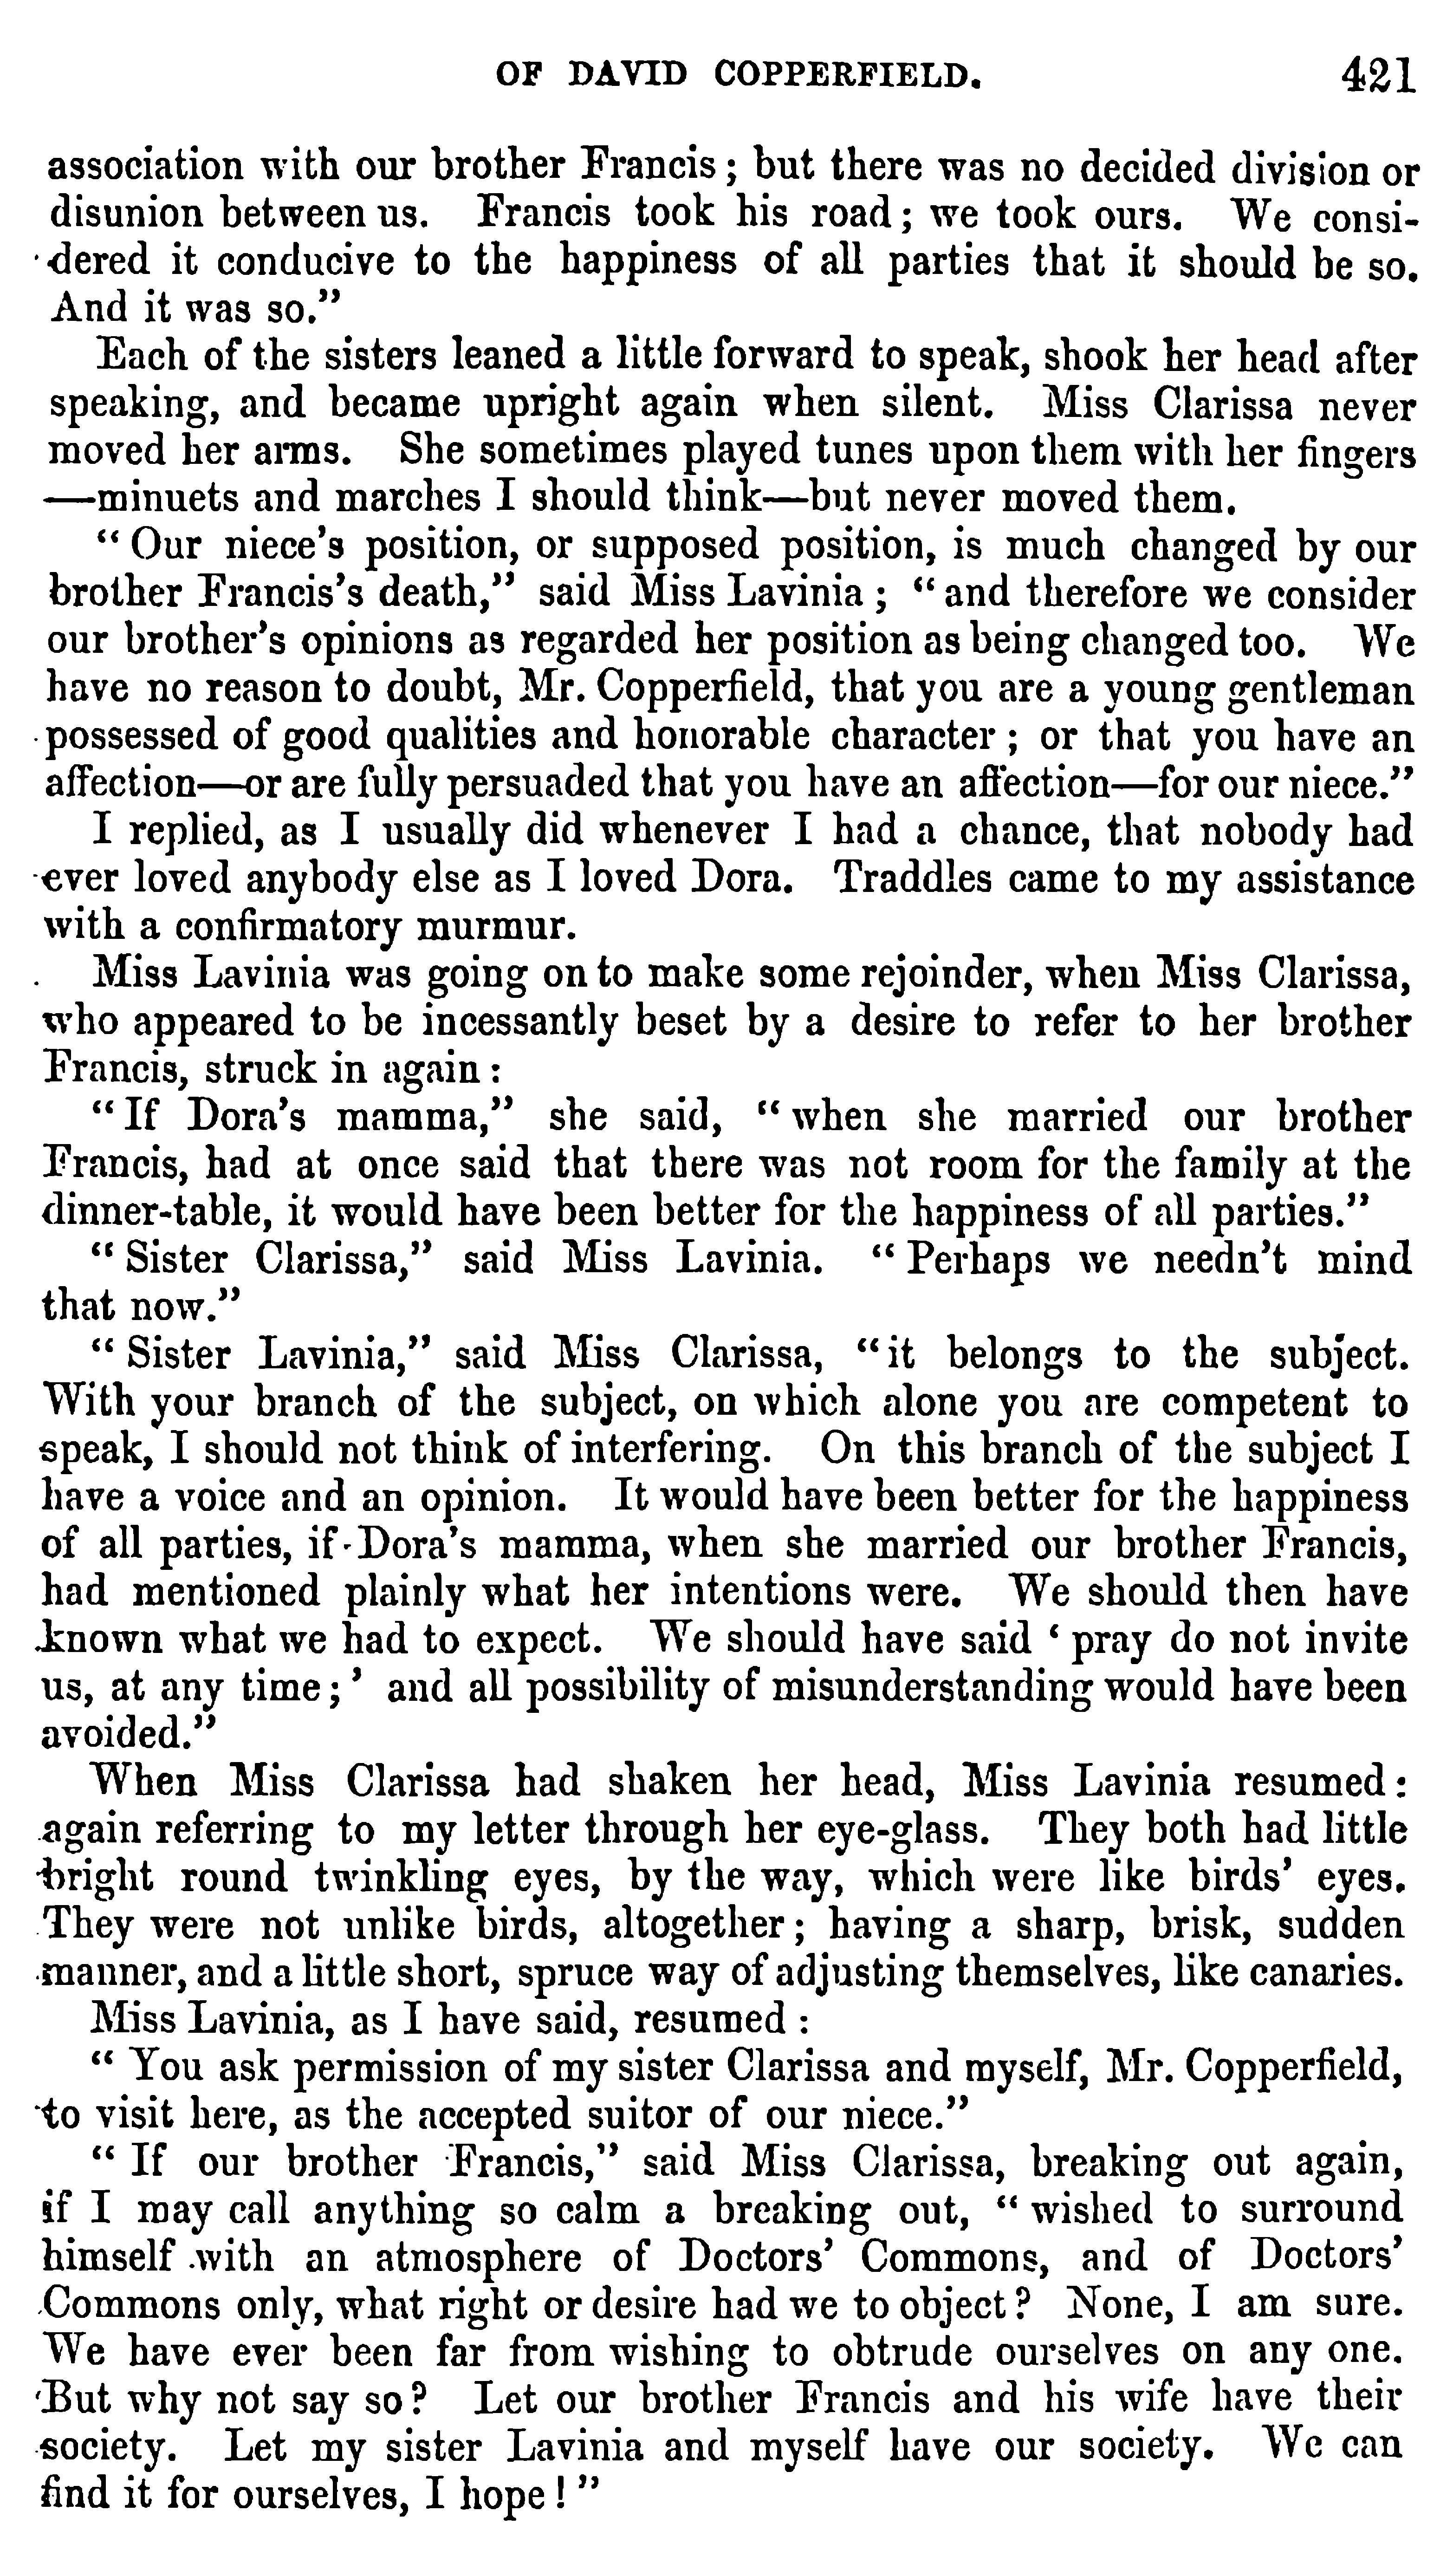 OF DAVID COPPERFIELD. 421
association with our brother Francis; but there was no decided division or
disunion between us. Francis took his road; we took ours. We consi-
dered it conducive to the happiness of all parties that it should be so.
And it was so.”
Each of the sisters leaned a little forward to speak, shook her head after
speaking, and became upright again when silent. Miss Clarissa never
moved her arms. She sometimes played tunes upon them with her fingers
—minuets and marches I should think—but never moved them.
“Our niece’s position, or supposed position, is much changed by our
brother Francis’s death,” said Miss Lavinia; “and therefore we consider
our brother’s opinions as regarded her position as being changed too. We
have no reason to doubt, Mr. Copperfield, that you are a young gentleman
possessed of good qualities and honorable character; or that you have an
affection—or are fully persuaded that you have an affection—for our niece.”
I replied, as I usually did whenever I had a chance, that nobody had
ever loved anybody else as I loved Dora. Traddles came to my assistance
with a confirmatory murmur.
Miss Lavinia was going on to make some rejoinder, when Miss Clarissa,
who appeared to be incessantly beset by a desire to refer to her brother
Francis, struck in again:
“If Dora’s mamma,” she said, “when she married our brother
Francis, had at once said that there was not room for the family at the
dinner-table, it would have been better for the happiness of all parties.”
“Sister Clarissa,” said Miss Lavinia. “Perhaps we needn’t mind
that now.”
“Sister Lavinia,” said Miss Clarissa, “it belongs to the subject.
With your branch of the subject, on which alone you are competent to
speak, I should not think of interfering. On this branch of the subject I
have a voice and an opinion. It would have been better for the happiness
of all parties, if Dora’s mamma, when she married our brother Francis,
had mentioned plainly what her intentions were. We should then have
known what we had to expect. We should have said ‘pray do not invite
us, at any time;’ and all possibility of misunderstanding would have been
avoided.”
When Miss Clarissa had shaken her head, Miss Lavinia resumed:
again referring to my letter through her eye-glass. They both had little
bright round twinkling eyes, by the way, which were like birds’ eyes.
They were not unlike birds, altogether; having a sharp, brisk, sudden
manner, and a little short, spruce way of adjusting themselves, like canaries.
Miss Lavinia, as I have said, resumed:
“You ask permission of my sister Clarissa and myself, Mr. Copperfield,
to visit here, as the accepted suitor of our niece.”
“If our brother Francis,” said Miss Clarissa, breaking out again,
if I may call anything so calm a breaking out, “wished to surround
himself with an atmosphere of Doctors’ Commons, and of Doctors’
Commons only, what right or desire had we to object? None, I am sure.
We have ever been far from wishing to obtrude ourselves on any one.
But why not say so? Let our brother Francis and his wife have their
society. Let my sister Lavinia and myself have our society. We can
find it for ourselves, I hope!”